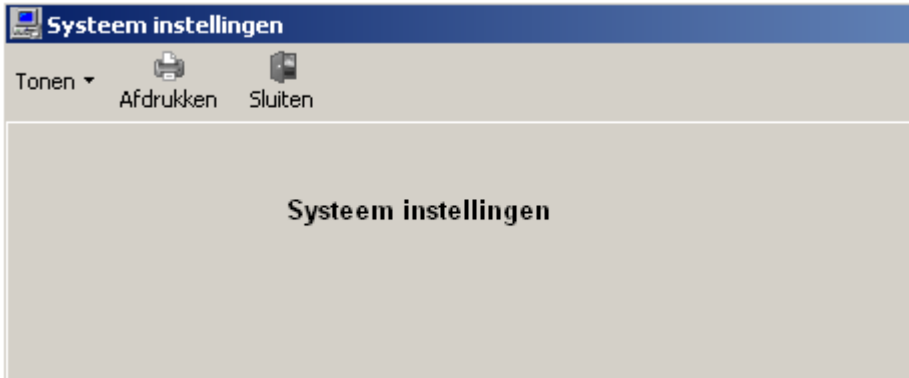 Systeem instellingen
Tonen
Afdrukken Sluiten
Systeem instellingen